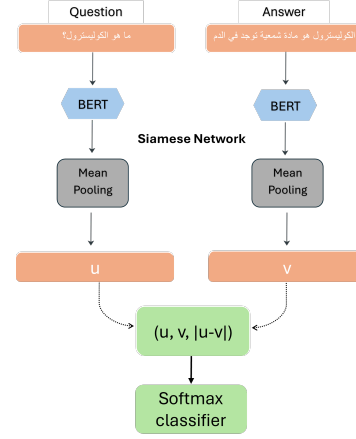 Question
Answer
ما هو الكوليسترول؟
الكوليسترول هو مادة شمعية توجد في الدم
BERT
BERT
Siamese Network
Mean
Pooling
Mean
Pooling
u
v
(u, v, |u-v|)
Softmax
classifier